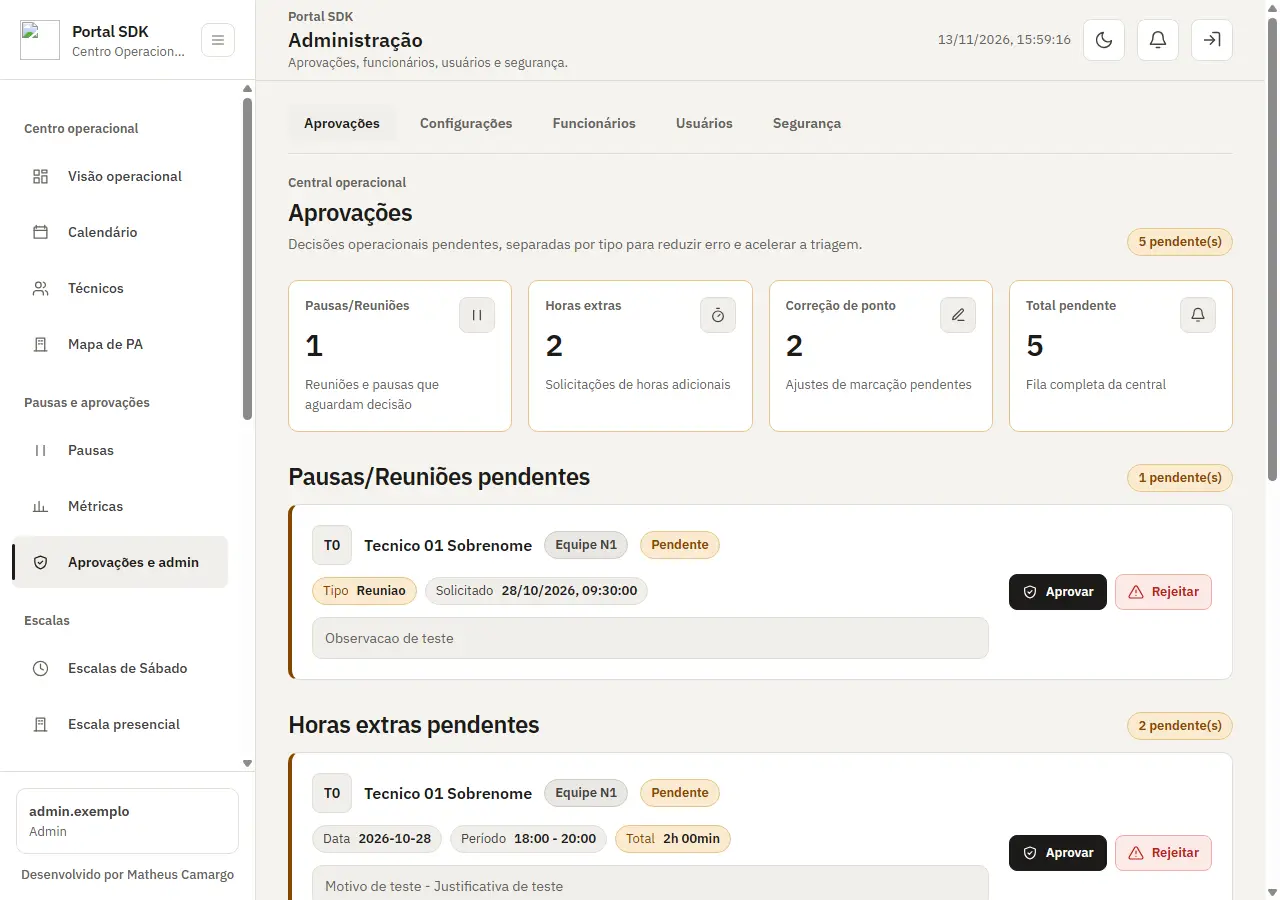 Portal SDK
Centro Operacion...
Centro operacional
Visão operacional
Calendário
Técnicos
Mapa de PA
Pausas e aprovações
Pausas
Métricas
Aprovações e admin
Escalas
Escalas de Sábado
Escala presencial
admin.exemplo
Admin
Desenvolvido por Matheus Camargo
Portal SDK
Administração
Aprovações, funcionários, usuários e segurança.
13/11/2026, 15:59:16
Aprovações Configurações Funcionários Usuários Segurança
Central operacional
Aprovações
Decisões operacionais pendentes, separadas por tipo para reduzir erro e acelerar a triagem.
5 pendente(s)
Pausas/Reuniões
1
Reuniões e pausas que
aguardam decisão
Horas extras
2
Solicitações de horas adicionais
Correção de ponto
2
Ajustes de marcação pendentes
Total pendente
5
Fila completa da central
Pausas/Reuniões pendentes
1 pendente(s)
T0 Tecnico 01 Sobrenome Equipe N1 Pendente
Tipo Reuniao Solicitado 28/10/2026, 09:30:00
Observacao de teste
Aprovar Rejeitar
Horas extras pendentes
2 pendente(s)
T0 Tecnico 01 Sobrenome Equipe N1 Pendente
Data 2026-10-28 Período 18:00 - 20:00 Total 2h 00min
Motivo de teste - Justificativa de teste
Aprovar Rejeitar